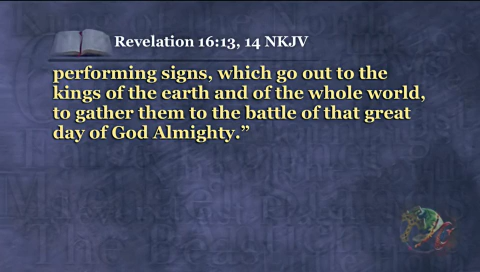 Revelation 16:13, 14 NKJV
performing signs, which go out to the
kings of the earth and of the whole world,
to gather them to the battle of that great
day of God Almighty.”